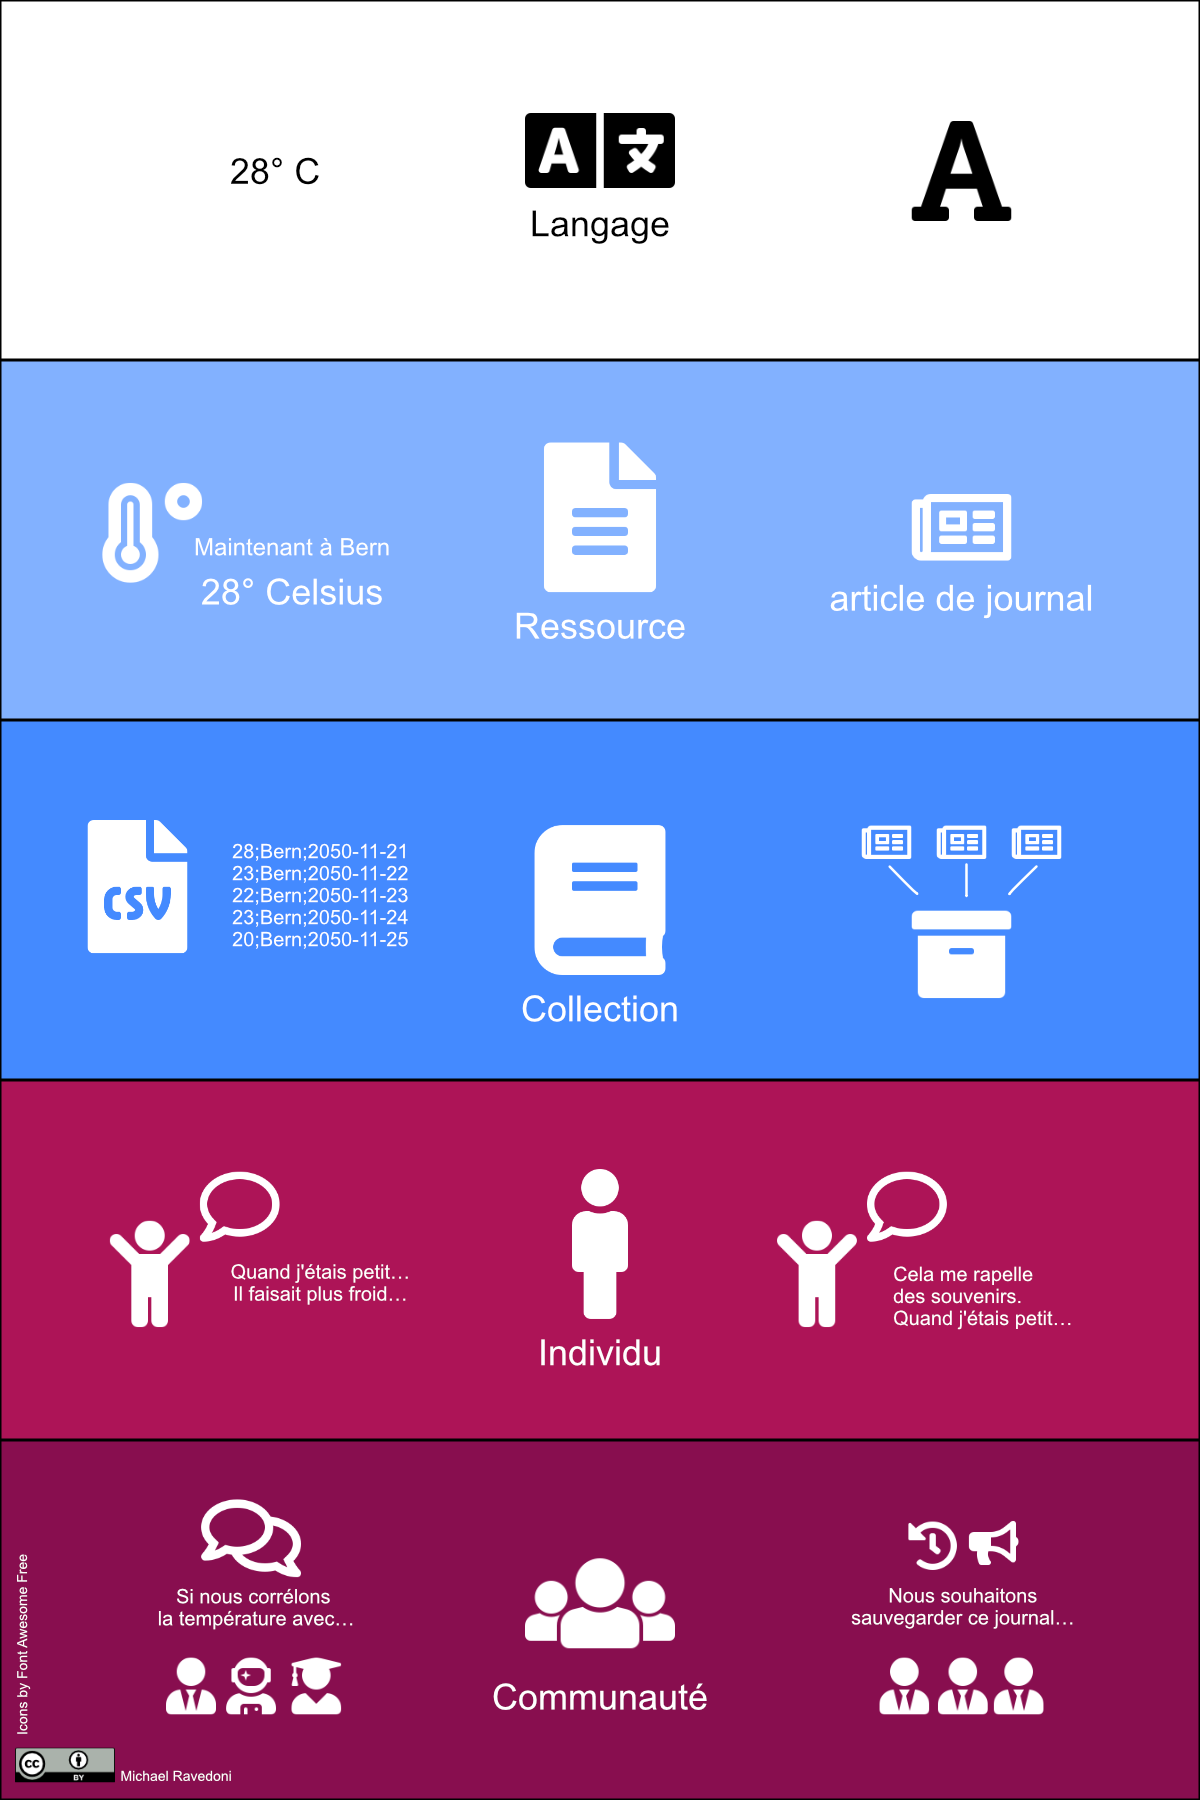 28° C
A 文
Langage
A
Maintenant à Bern
28° Celsius
Ressource
article de journal
CSV
28;Bern;2050-11-21
23;Bern;2050-11-22
22;Bern;2050-11-23
23;Bern;2050-11-24
20;Bern;2050-11-25
Collection
Quand j'étais petit...
Il faisait plus froid...
Individu
Cela me rapelle
des souvenirs.
Quand j'étais petit...
Si nous corrélons
la température avec...
Communauté
Nous souhaitons
sauvegarder ce journal...
Icons by Font Awesome Free
cc
BY
Michael Ravedoni